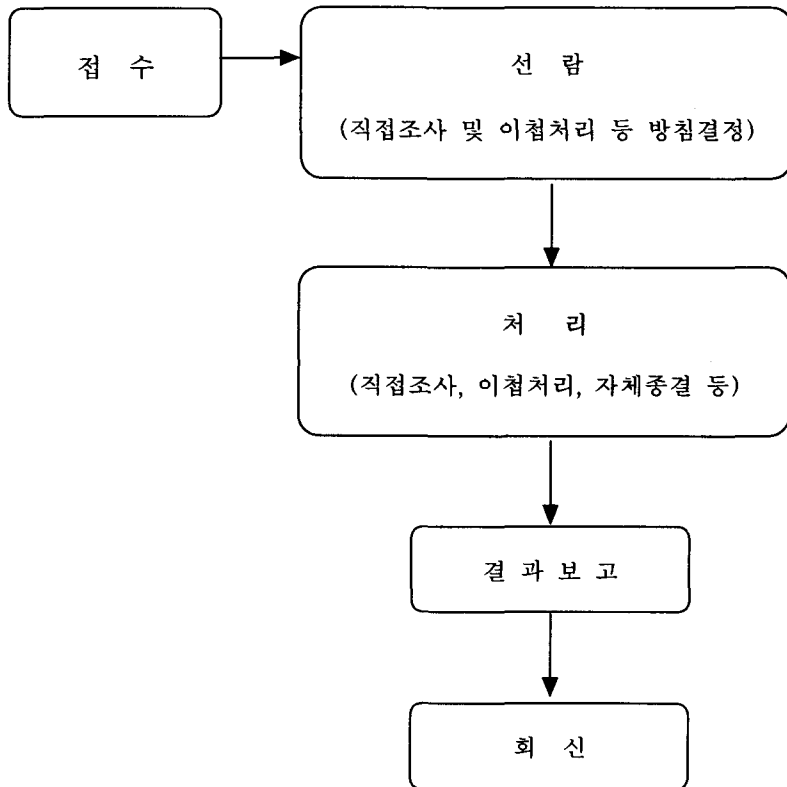 접 수
선 람
(직접조사 및 이첩처리 등 방침결정)
처 리
(직접조사, 이첩처리, 자체종결 등)
결 과 보 고
회 신